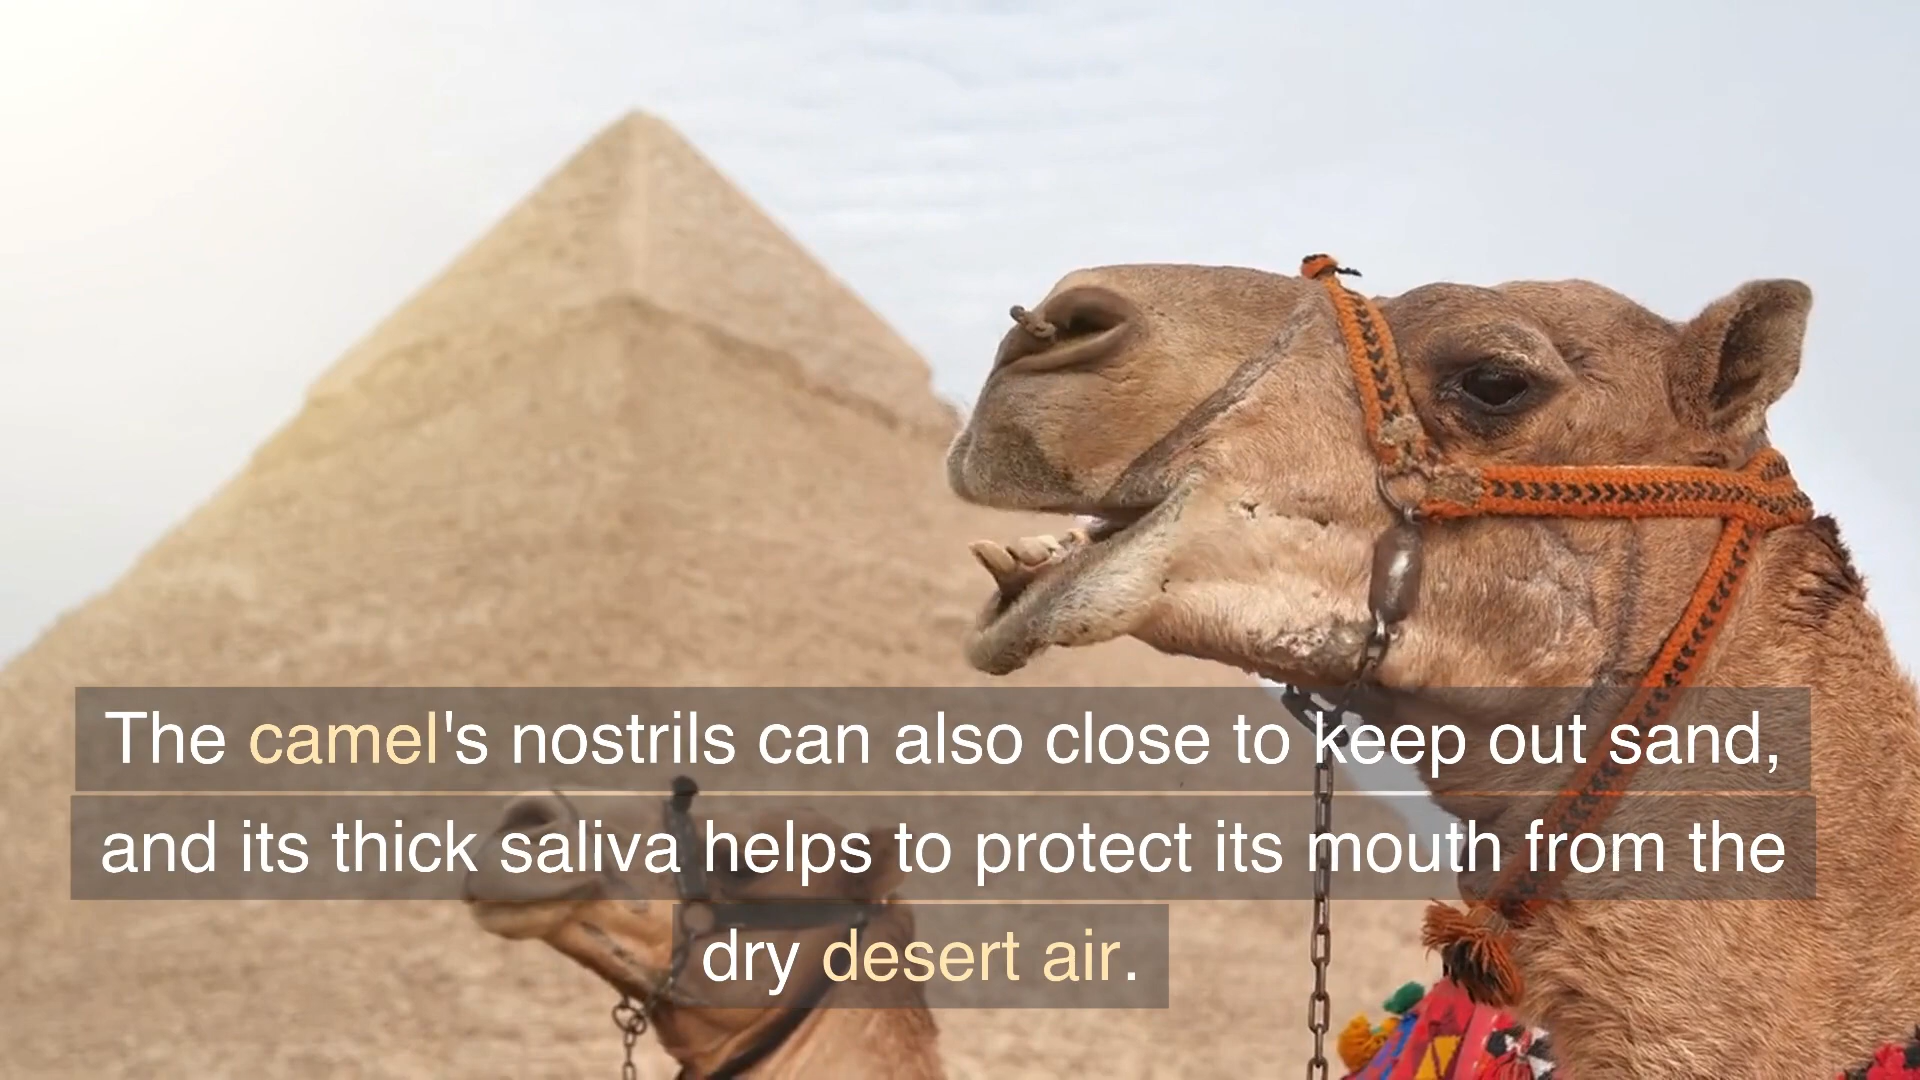 The camel's nostrils can also close to keep out sand,
and its thick saliva helps to protect its mouth from the
dry desert air.